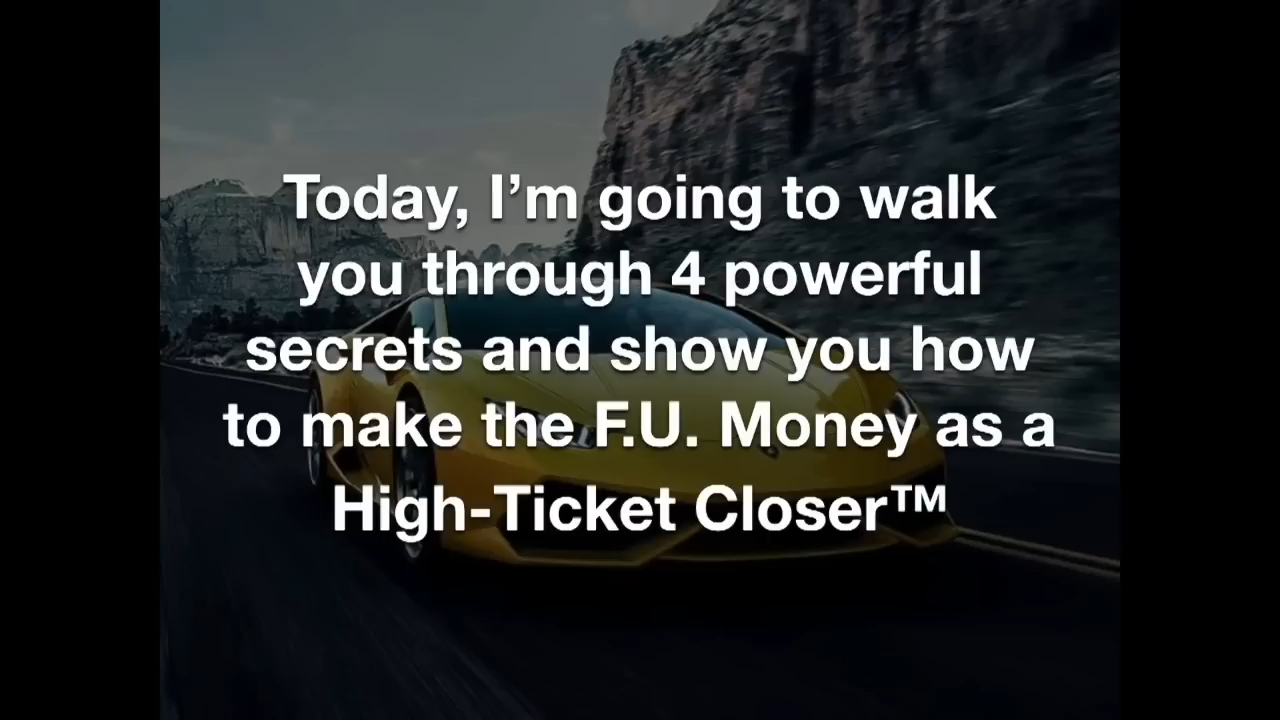 Today, I’m going to walk
you through 4 powerful
secrets and show you how
to make the F.U. Money as a
High-Ticket Closer™